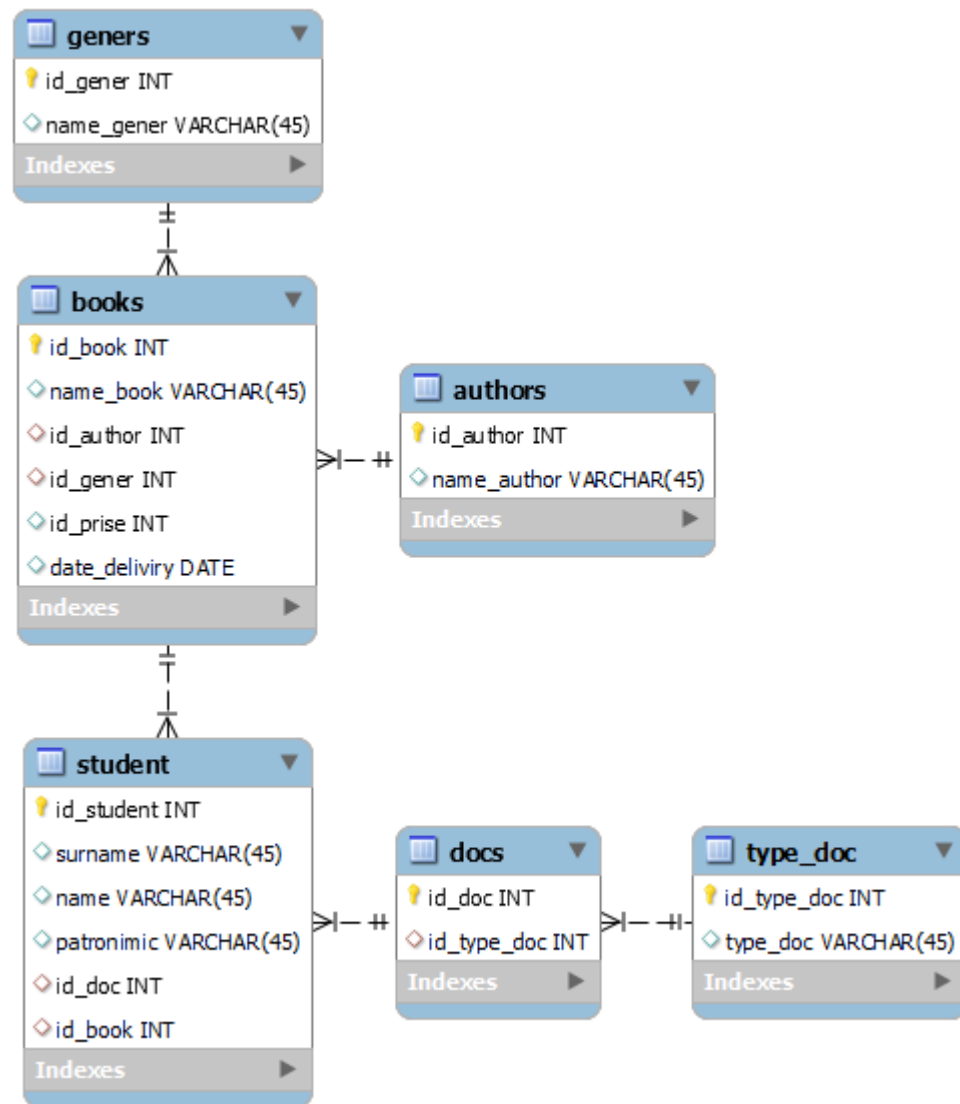 geners
id_gener INT
name_gener VARCHAR(45)
Indexes
books
id_book INT
name_book VARCHAR(45)
id_author INT
id_gener INT
id_prise INT
date_deliviry DATE
Indexes
authors
id_author INT
name_author VARCHAR(45)
Indexes
student
id_student INT
surname VARCHAR(45)
name VARCHAR(45)
patronimic VARCHAR(45)
id_doc INT
id_book INT
Indexes
docs
id_doc INT
id_type_doc INT
Indexes
type_doc
id_type_doc INT
type_doc VARCHAR(45)
Indexes